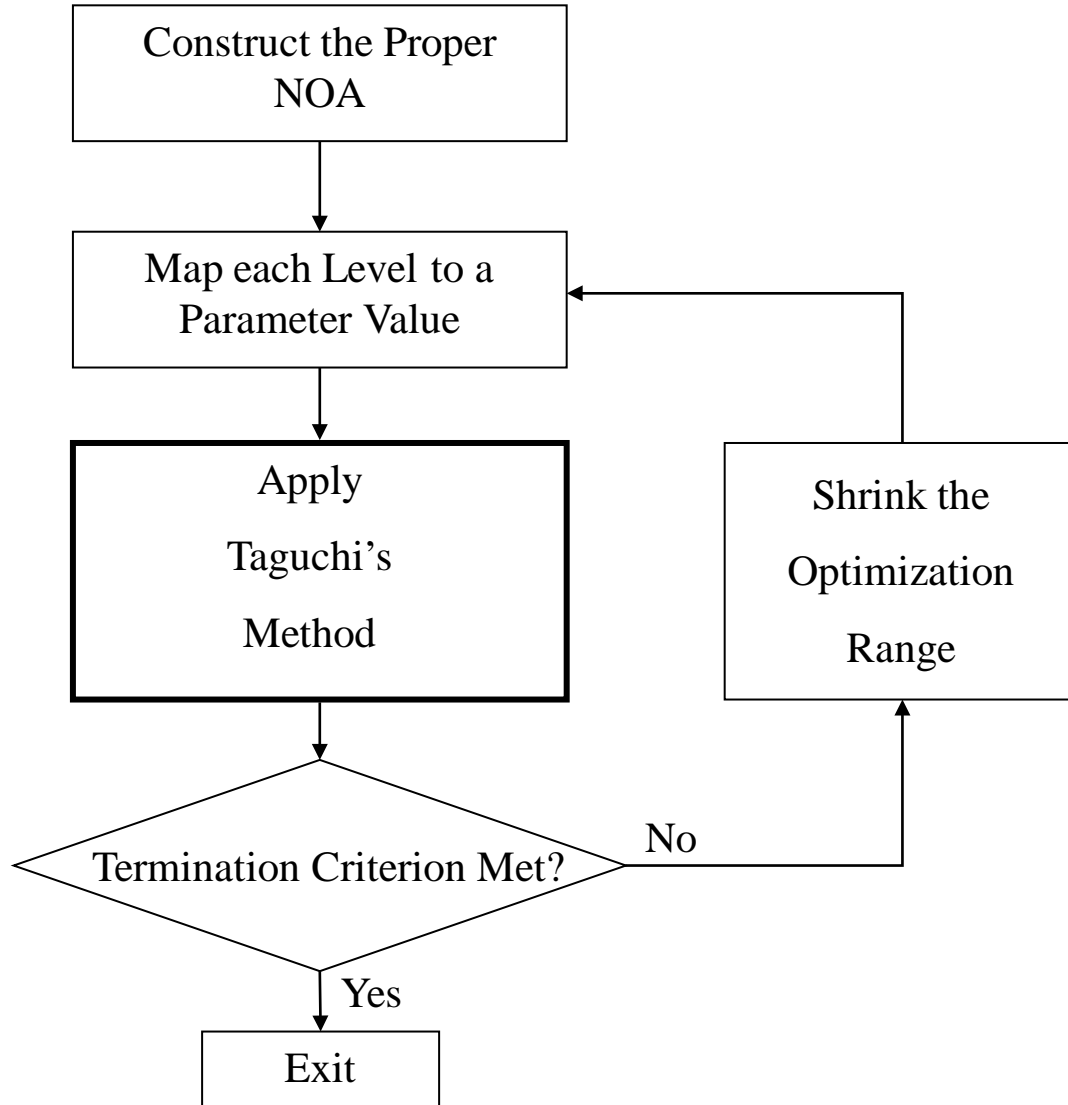 Construct the Proper
NOA
Map each Level to a
Parameter Value
Apply
Taguchi’s
Method
Shrink the
Optimization
Range
Termination Criterion Met?
No
Yes
Exit